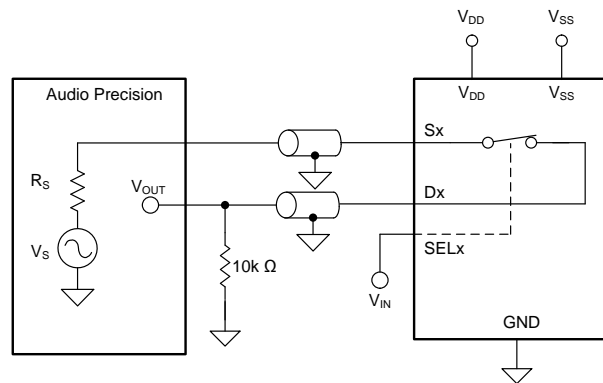 V_DD
V_SS
Audio Precision
V_DD
V_SS
Sx
R_S
V_OUT
Dx
V_S
10k Ω
SELx
V_IN
GND